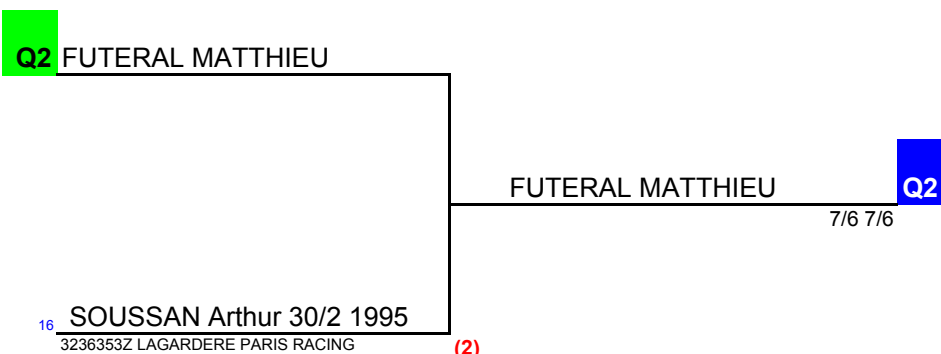 Q2 FUTERAL MATTHIEU
FUTERAL MATTHIEU Q2
7/6 7/6
16 SOUSSAN Arthur 30/2 1995
3236353Z LAGARDERE PARIS RACING
(2)